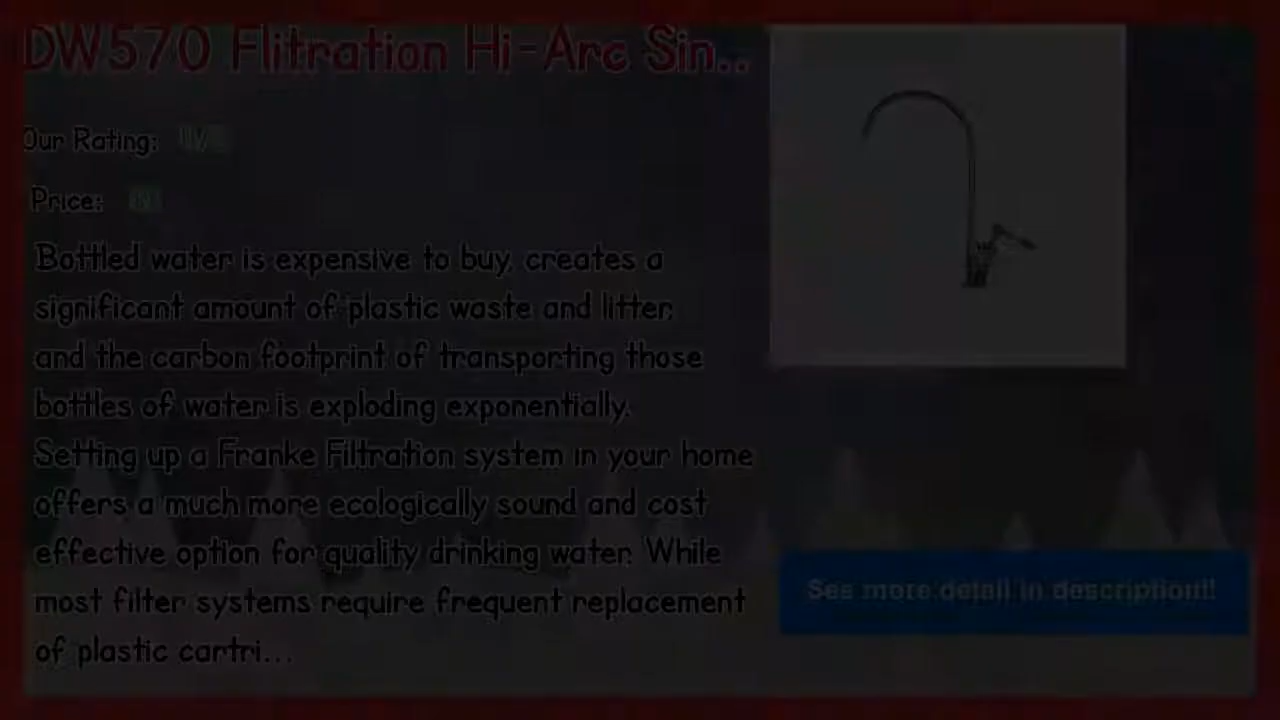 DW570 Flitration Hi-Arc Sin..
Our Rating:
Price:
Bottled water is expensive to buy, creates a
significant amount of plastic waste and litter;
and the carbon footprint of transporting those
bottles of water is exploding exponentially.
Setting up a Franke Filtration system in your home
offers a much more ecologically sound and cost
effective option for quality drinking water. While
most filter systems require frequent replacement
of plastic cartri...
See more detail in description!!